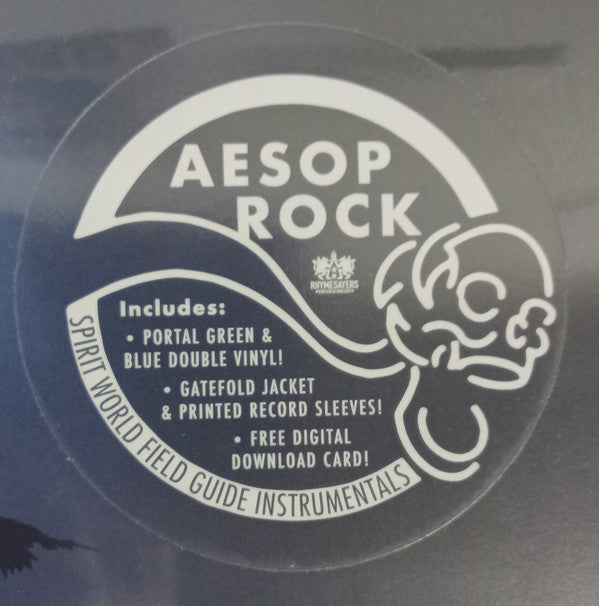 AESOP
ROCK
RHYMESAYERS
Includes:
• PORTAL GREEN &
BLUE DOUBLE VINYL!
• GATEFOLD JACKET
& PRINTED RECORD SLEEVES!
• FREE DIGITAL
DOWNLOAD CARD!
SPIRIT WORLD FIELD GUIDE INSTRUMENTALS